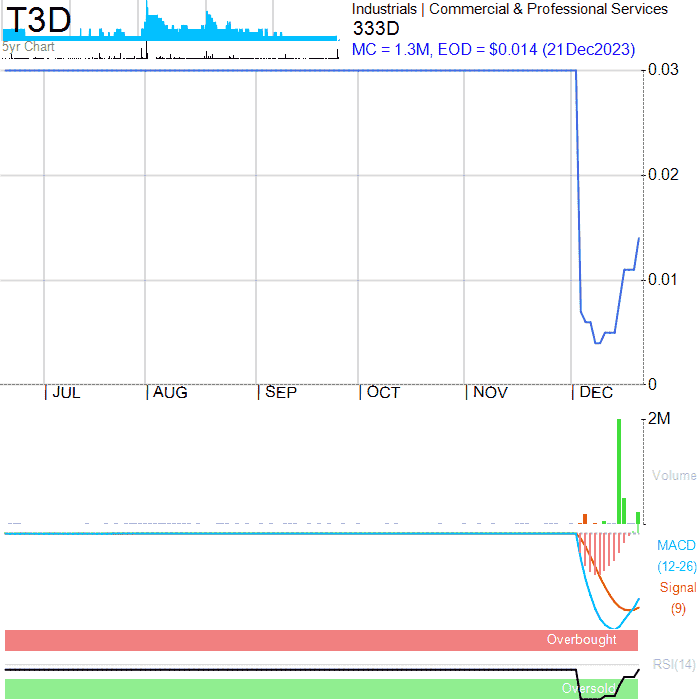 T3D
5yr Chart
Industrials | Commercial & Professional Services
333D
MC = 1.3M, EOD = $0.014 (21Dec2023)
0.03
0.02
0.01
0
JUL AUG SEP OCT NOV DEC
2M
Volume
MACD
(12-26)
Signal
(9)
Overbought
RSI(14)
Oversold